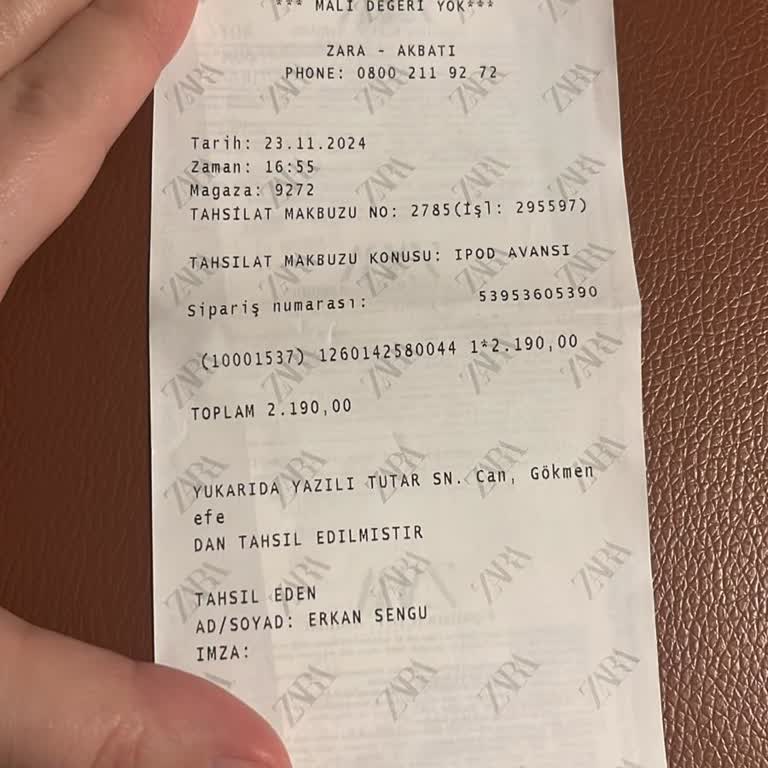 *** MALI DEGERI YOK***
ZARA - AKBATI
PHONE: 0800 211 92 72
Tarih: 23.11.2024
Zaman: 16:55
Magaza: 9272
TAHSİLAT MAKBUZU NO: 2785(İşl: 295597)
TAHSILAT MAKBUZU KONUSU: IPOD AVANSI
Sipariş numarası: 53953605390
(10001537) 1260142580044 1*2.190,00
TOPLAM 2.190,00
YUKARIDA YAZILI TUTAR SN. Can, Gökmen
efe
DAN TAHSIL EDILMISTIR
TAHSIL EDEN
AD/SOYAD: ERKAN SENGU
IMZA: